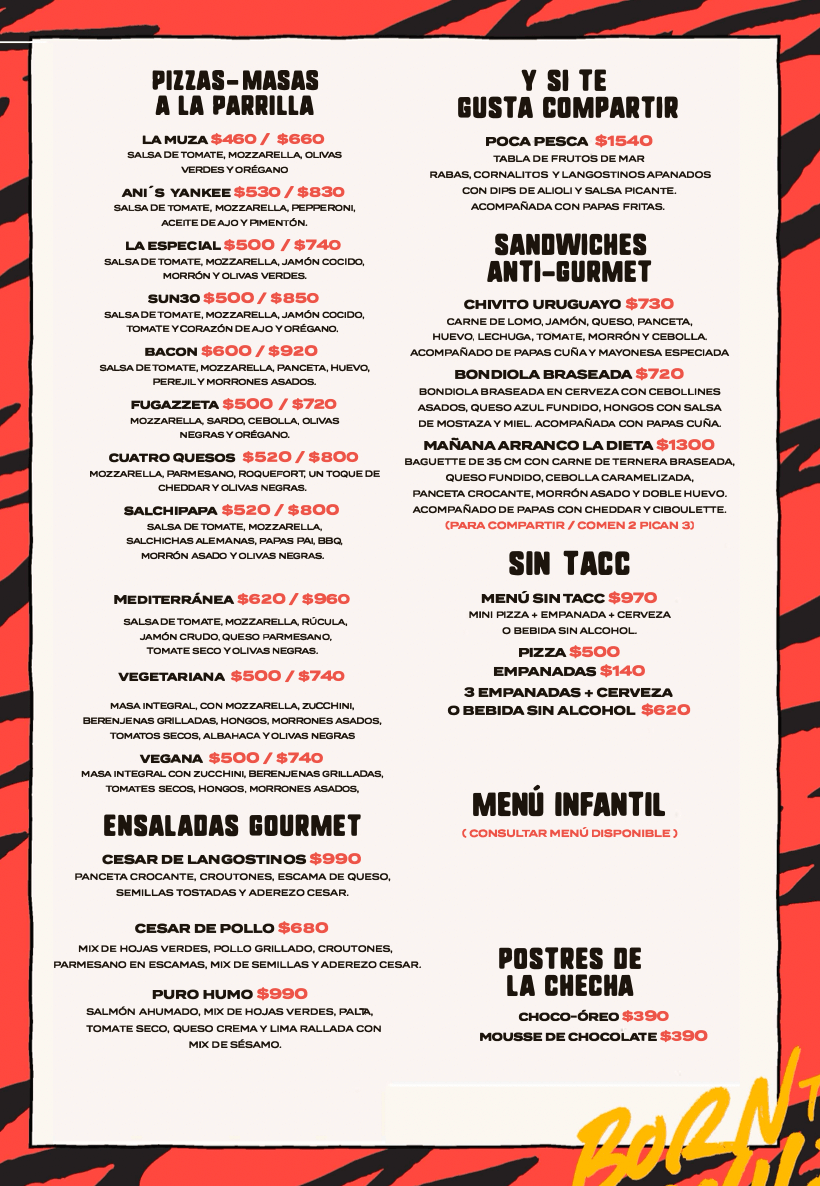 PIZZAS-MASAS
A LA PARRILLA
LA MUZA $460 / $660
SALSA DE TOMATE, MOZZARELLA, OLIVAS
VERDES Y ORÉGANO
ANI´S YANKEE $530 / $830
SALSA DE TOMATE, MOZZARELLA, PEPPERONI,
ACEITE DE AJO Y PIMENTÓN.
LA ESPECIAL $500 / $740
SALSA DE TOMATE, MOZZARELLA, JAMÓN COCIDO,
MORRÓN Y OLIVAS VERDES.
SUN30 $500 / $850
SALSA DE TOMATE, MOZZARELLA, JAMÓN COCIDO,
TOMATE Y CORAZÓN DE AJO Y ORÉGANO.
BACON $600 / $920
SALSA DE TOMATE, MOZZARELLA, PANCETA, HUEVO,
PEREJIL Y MORRONES ASADOS.
FUGAZZETA $500 / $720
MOZZARELLA, SARDO, CEBOLLA, OLIVAS
NEGRAS Y ORÉGANO.
CUATRO QUESOS $520 / $800
MOZZARELLA, PARMESANO, ROQUEFORT, UN TOQUE DE
CHEDDAR Y OLIVAS NEGRAS.
SALCHIPAPA $520 / $800
SALSA DE TOMATE, MOZZARELLA,
SALCHICHAS ALEMANAS, PAPAS PAI, BBQ,
MORRÓN ASADO Y OLIVAS NEGRAS.
MEDITERRÁNEA $620 / $960
SALSA DE TOMATE, MOZZARELLA, RÚCULA,
JAMÓN CRUDO, QUESO PARMESANO,
TOMATE SECO Y OLIVAS NEGRAS.
VEGETARIANA $500 / $740
MASA INTEGRAL, CON MOZZARELLA, ZUCCHINI,
BERENJENAS GRILLADAS, HONGOS, MORRONES ASADOS,
TOMATOS SECOS, ALBAHACA Y OLIVAS NEGRAS
VEGANA $500 / $740
MASA INTEGRAL CON ZUCCHINI, BERENJENAS GRILLADAS,
TOMATES SECOS, HONGOS, MORRONES ASADOS,
ENSALADAS GOURMET
CESAR DE LANGOSTINOS $990
PANCETA CROCANTE, CROUTONES, ESCAMA DE QUESO,
SEMILLAS TOSTADAS Y ADEREZO CESAR.
CESAR DE POLLO $680
MIX DE HOJAS VERDES, POLLO GRILLADO, CROUTONES,
PARMESANO EN ESCAMAS, MIX DE SEMILLAS Y ADEREZO CESAR.
PURO HUMO $990
SALMÓN AHUMADO, MIX DE HOJAS VERDES, PALTA,
TOMATE SECO, QUESO CREMA Y LIMA RALLADA CON
MIX DE SÉSAMO.
Y SI TE
GUSTA COMPARTIR
POCA PESCA $1540
TABLA DE FRUTOS DE MAR
RABAS, CORNALITOS Y LANGOSTINOS APANADOS
CON DIPS DE ALIOLI Y SALSA PICANTE.
ACOMPAÑADA CON PAPAS FRITAS.
SANDWICHES
ANTI-GURMET
CHIVITO URUGUAYO $730
CARNE DE LOMO, JAMÓN, QUESO, PANCETA,
HUEVO, LECHUGA, TOMATE, MORRÓN Y CEBOLLA.
ACOMPAÑADO DE PAPAS CUÑA Y MAYONESA ESPECIADA
BONDIOLA BRASEADA $720
BONDIOLA BRASEADA EN CERVEZA CON CEBOLLINES
ASADOS, QUESO AZUL FUNDIDO, HONGOS CON SALSA
DE MOSTAZA Y MIEL. ACOMPAÑADA CON PAPAS CUÑA.
MAÑANA ARRANCO LA DIETA $1300
BAGUETTE DE 35 CM CON CARNE DE TERNERA BRASEADA,
QUESO FUNDIDO, CEBOLLA CARAMELIZADA,
PANCETA CROCANTE, MORRÓN ASADO Y DOBLE HUEVO.
ACOMPAÑADO DE PAPAS CON CHEDDAR Y CIBOULETTE.
(PARA COMPARTIR / COMEN 2 PICAN 3)
SIN TACC
MENÚ SIN TACC $970
MINI PIZZA + EMPANADA + CERVEZA
O BEBIDA SIN ALCOHOL.
PIZZA $500
EMPANADAS $140
3 EMPANADAS + CERVEZA
O BEBIDA SIN ALCOHOL $620
MENÚ INFANTIL
( CONSULTAR MENÚ DISPONIBLE )
POSTRES DE
LA CHECHA
CHOCO-ÓREO $390
MOUSSE DE CHOCOLATE $390
BORN